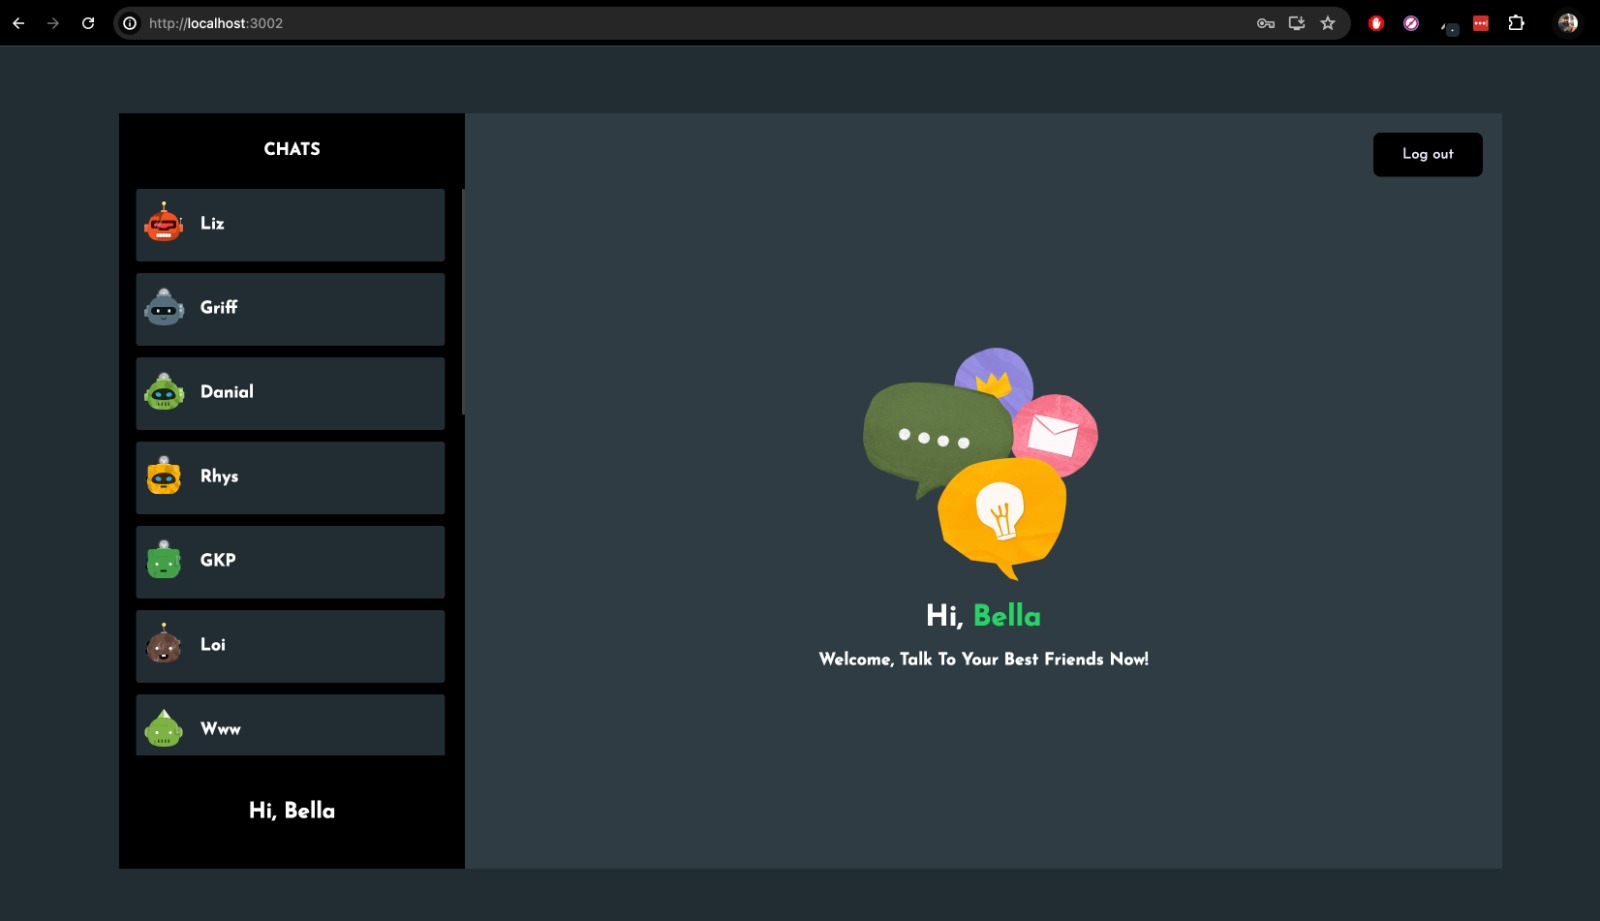 http://localhost:3002
CHATS
Log out
Liz
Griff
Danial
Rhys
GKP
Loi
Www
Hi, Bella
Welcome, Talk To Your Best Friends Now!
Hi, Bella